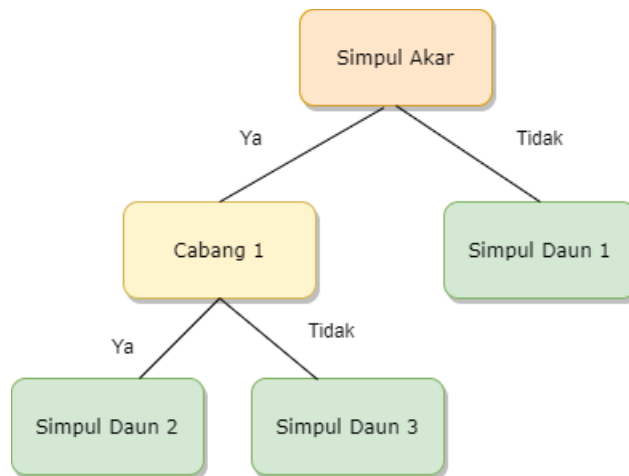 Simpul Akar
Ya
Tidak
Cabang 1
Simpul Daun 1
Ya
Tidak
Simpul Daun 2
Simpul Daun 3